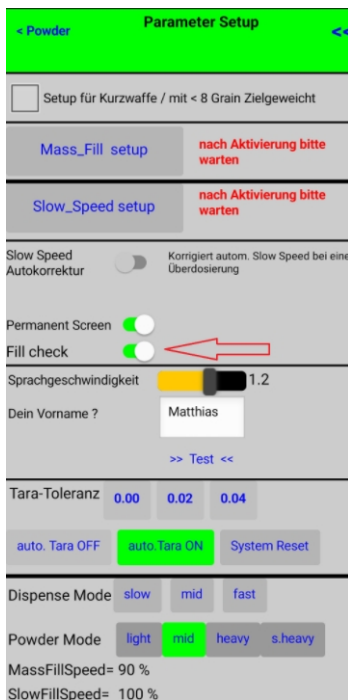 < Powder
Parameter Setup
<<
Setup für Kurzwaffe / mit < 8 Grain Zielgeweicht
Mass_Fill setup
nach Aktivierung bitte
warten
Slow_Speed setup
nach Aktivierung bitte
warten
Slow Speed
Autokorrektur
Korrigiert autom. Slow Speed bei eine
Überdosierung
Permanent Screen
Fill check
Sprachgeschwindigkeit
1.2
Dein Vorname ?
Matthias
>> Test <<
Tara-Toleranz
0.00
0.02
0.04
auto. Tara OFF
auto.Tara ON
System Reset
Dispense Mode
slow
mid
fast
Powder Mode
light
mid
heavy
s.heavy
MassFillSpeed= 90 %
SlowFillSpeed= 100 %